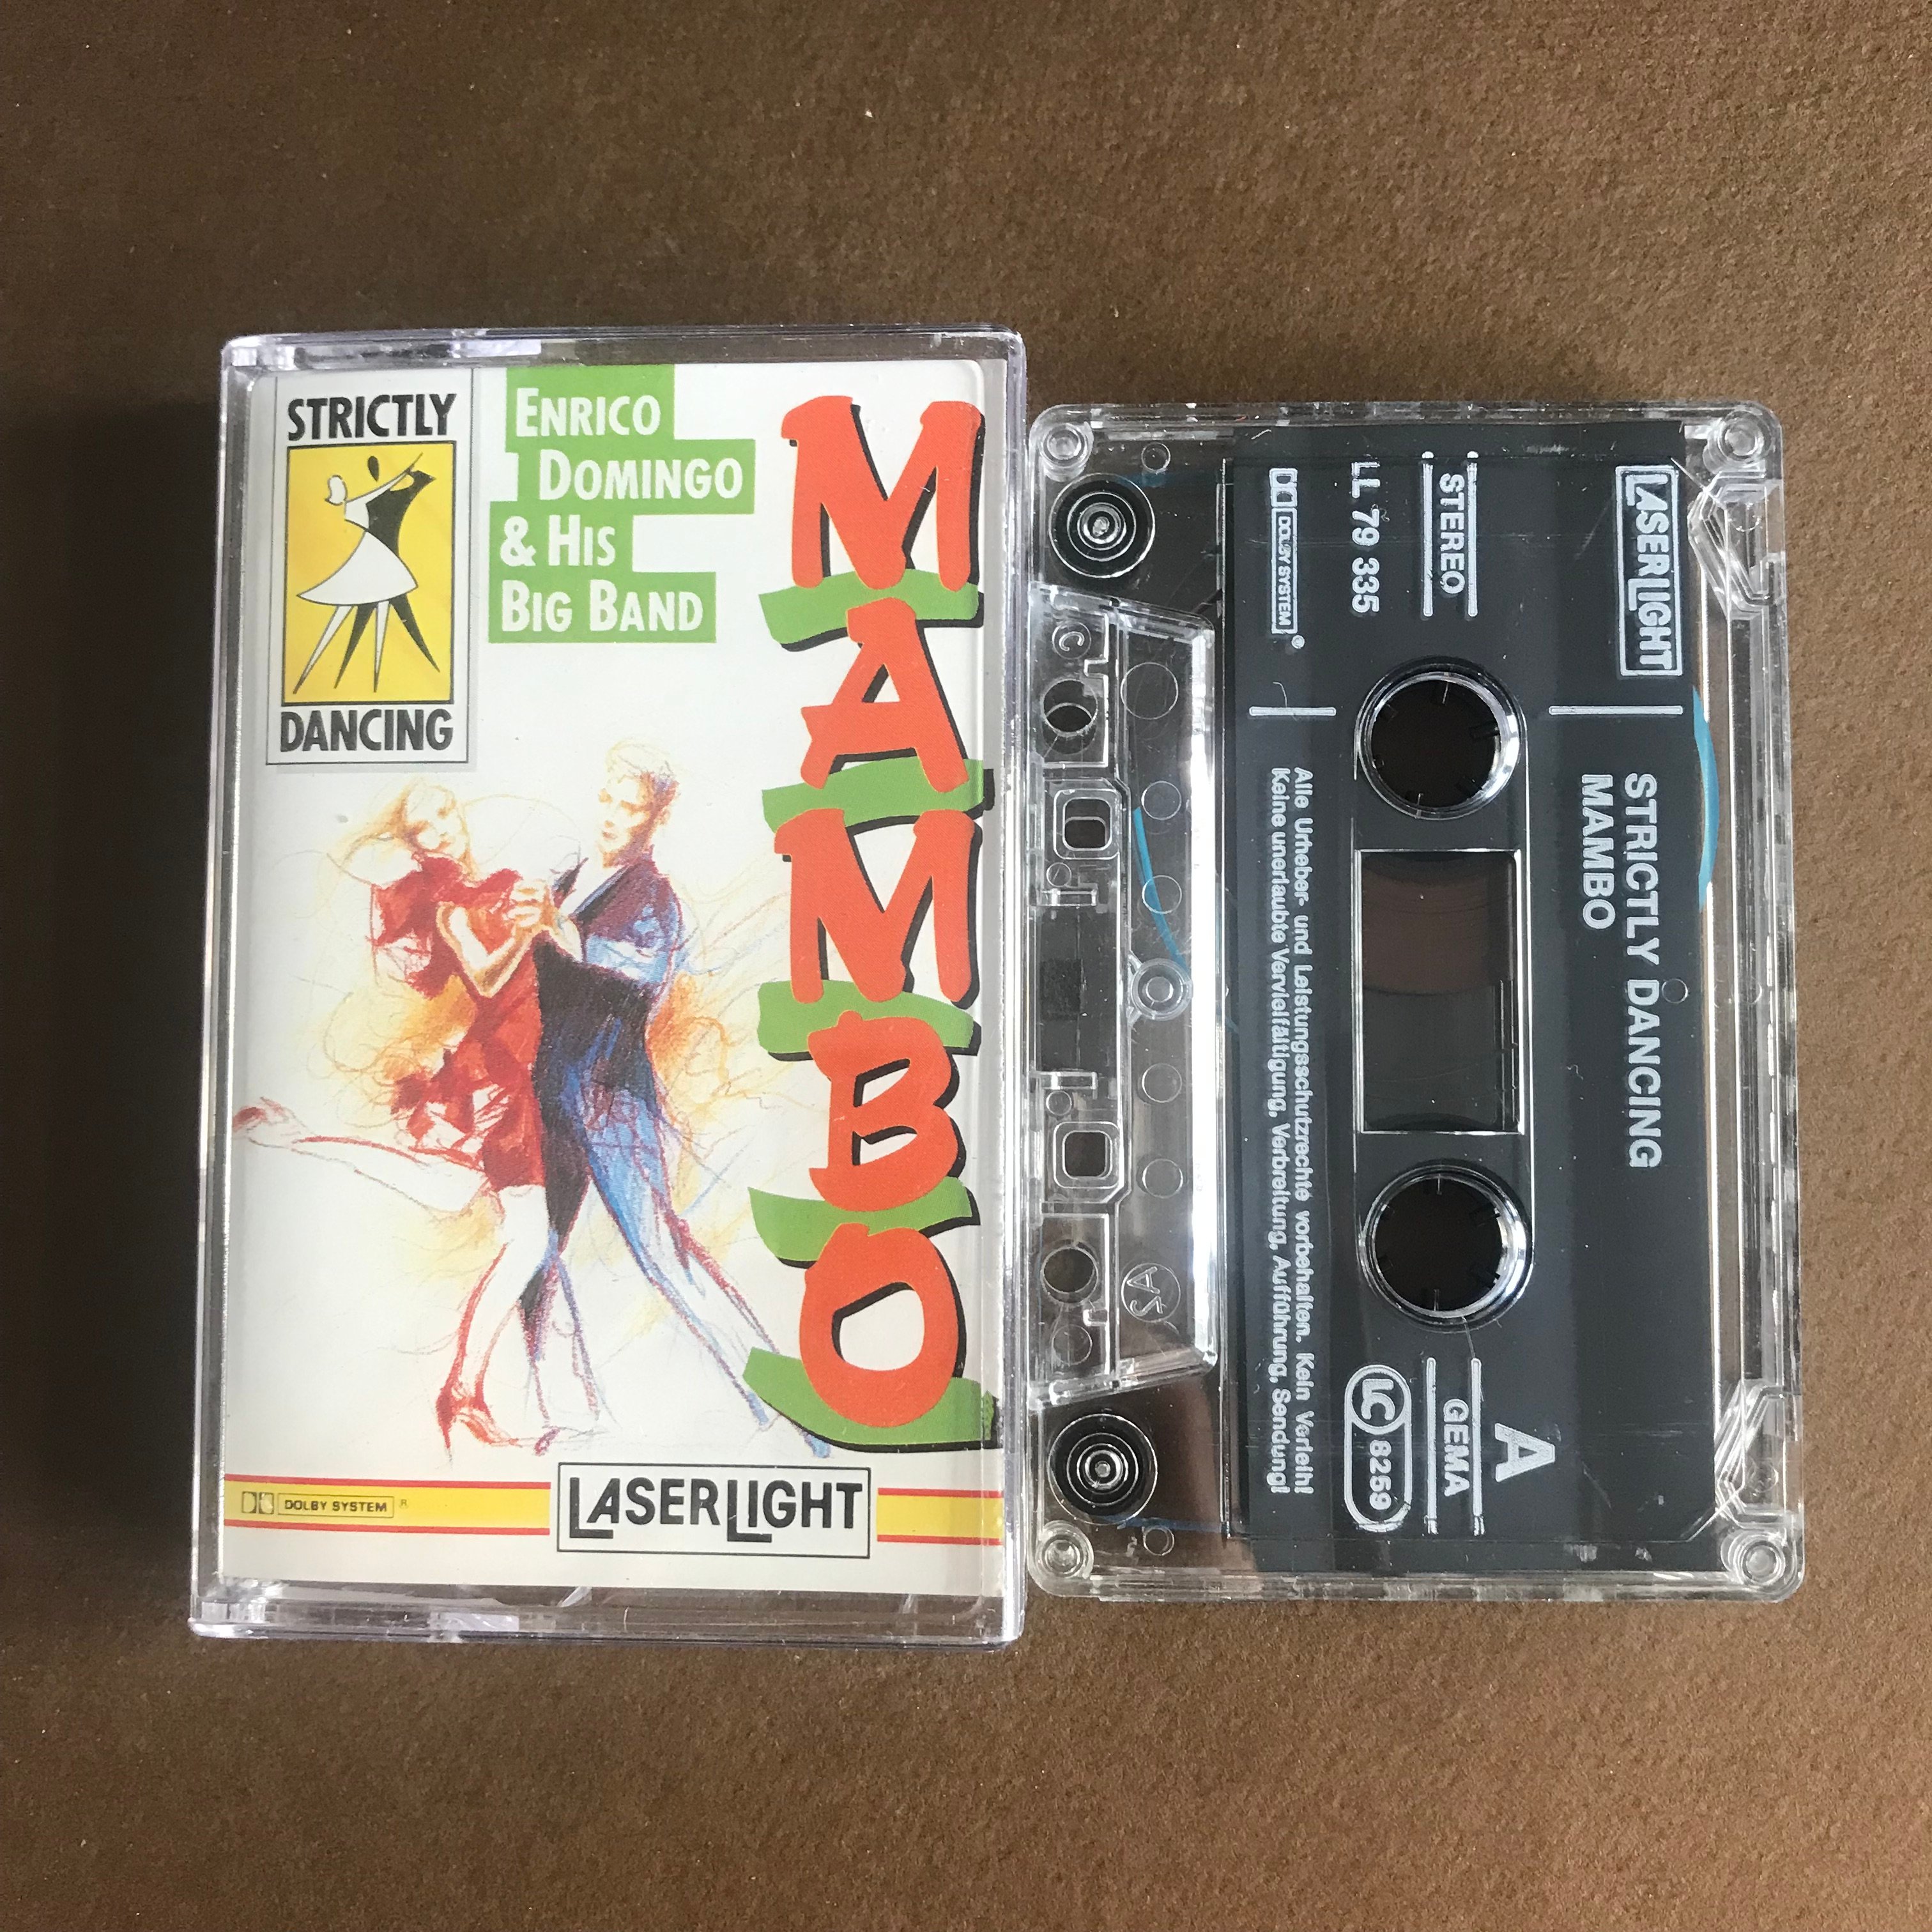 STRICTLY
DANCING
ENRICO
DOMINGO
& HIS
BIG BAND
MAMBO
DOLBY SYSTEM ®
LASERLIGHT
LASERLIGHT
STRICTLY DANCING
MAMBO
STEREO
LL 79 335
DOLBY SYSTEM®
A
GEMA
LC 8259
Alle Urheber- und Leistungsschutzrechte vorbehalten. Kein Verleih!
Keine unerlaubte Vervielfältigung, Verbreitung, Aufführung, Sendung!
C